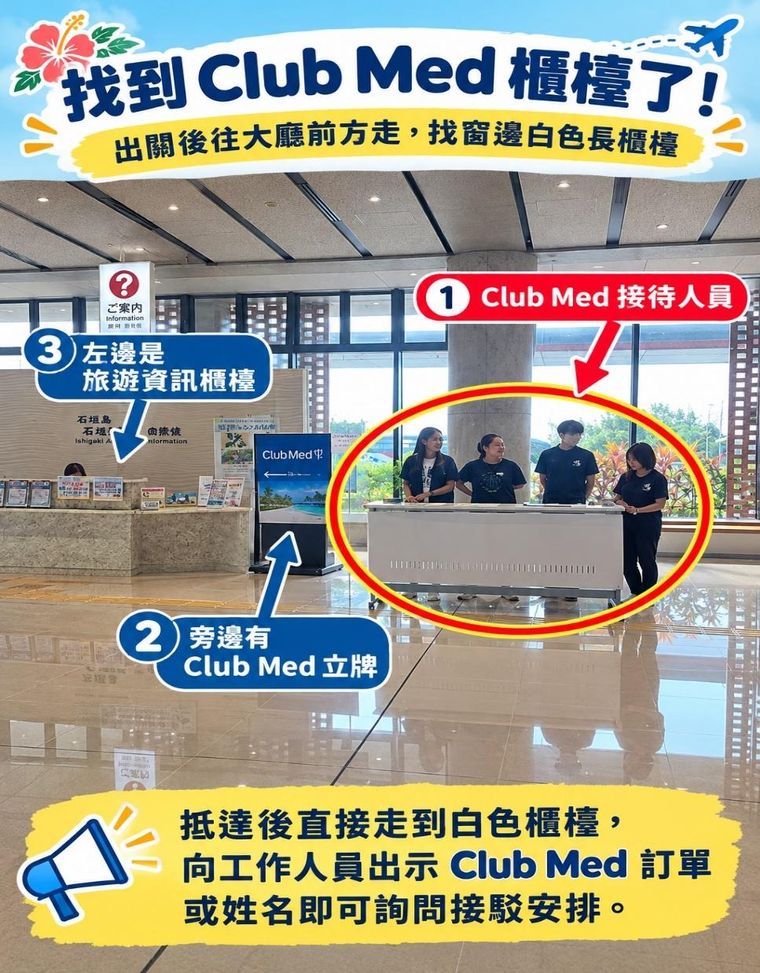 找到 Club Med 櫃檯了！
出關後往大廳前方走，找窗邊白色長櫃檯
?
ご案内
Information
1 Club Med 接待人員
3 左邊是
旅遊資訊櫃檯
石垣島
石垣
Ishigaki
Information
Club Med Ψ
2 旁邊有
Club Med 立牌
抵達後直接走到白色櫃檯，
向工作人員出示 Club Med 訂單
或姓名即可詢問接駁安排。